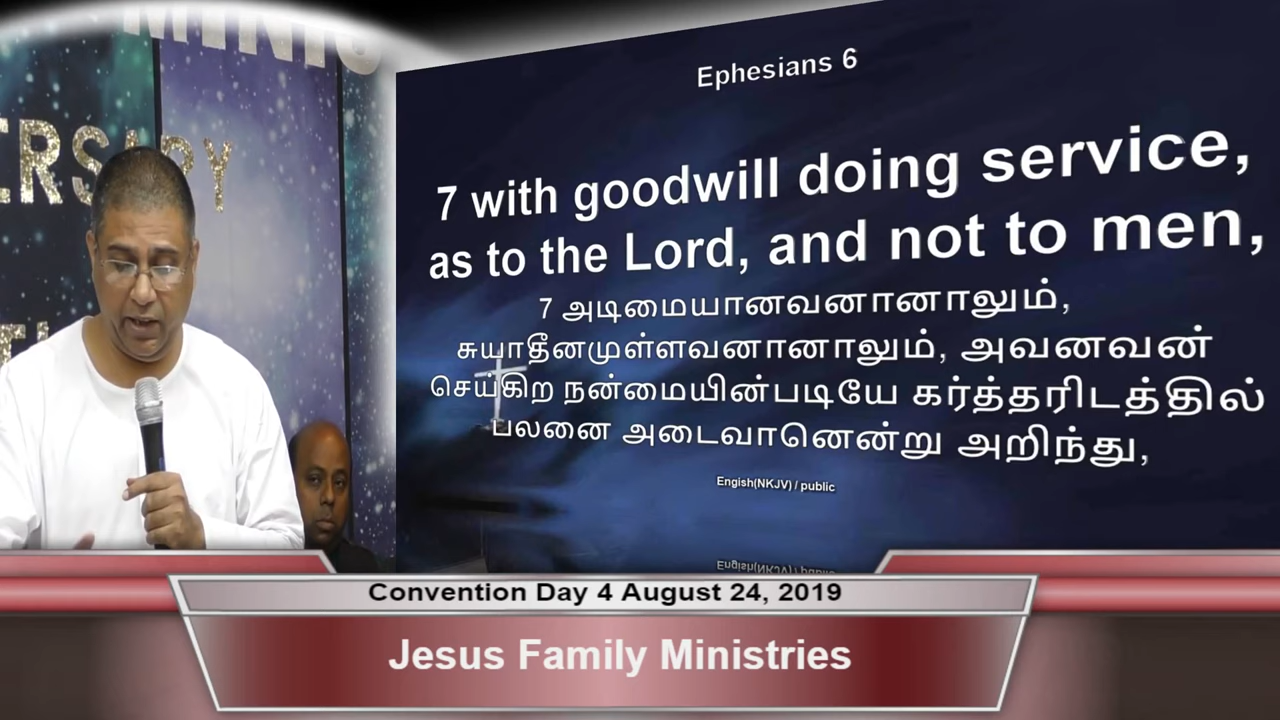 MINIS
ERSARY
Ephesians 6
7 with goodwill doing service,
as to the Lord, and not to men,
7 அடிமையானவனானாலும்,
சுயாதீனமுள்ளவனானாலும், அவனவன்
செய்கிற நன்மையின்படியே கர்த்தரிடத்தில்
பலனை அடைவானென்று அறிந்து,
Engish(NKJV) / public
Convention Day 4 August 24, 2019
Jesus Family Ministries